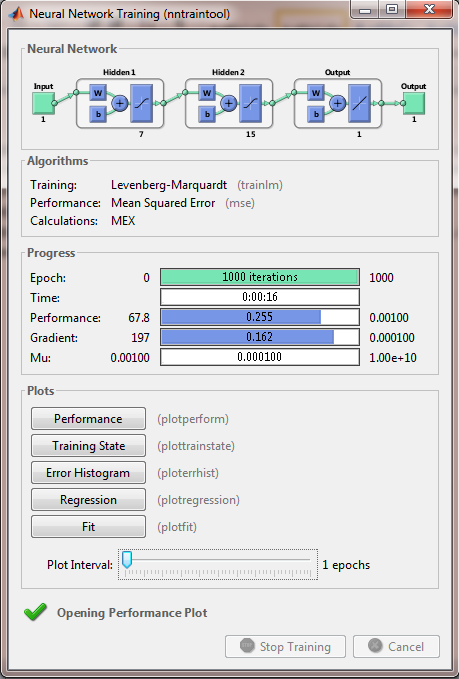 Neural Network Training (nntraintool)
Neural Network
Hidden 1 Hidden 2 Output
Input Output
W W W
b b b
+ + +
1 7 15 1 1
Algorithms
Training: Levenberg-Marquardt (trainlm)
Performance: Mean Squared Error (mse)
Calculations: MEX
Progress
Epoch: 0 1000 iterations 1000
Time: 0:00:16
Performance: 67.8 0.255 0.00100
Gradient: 197 0.162 0.000100
Mu: 0.00100 0.000100 1.00e+10
Plots
Performance (plotperform)
Training State (plottrainstate)
Error Histogram (ploterrhist)
Regression (plotregression)
Fit (plotfit)
Plot Interval: 1 epochs
Opening Performance Plot
Stop Training Cancel